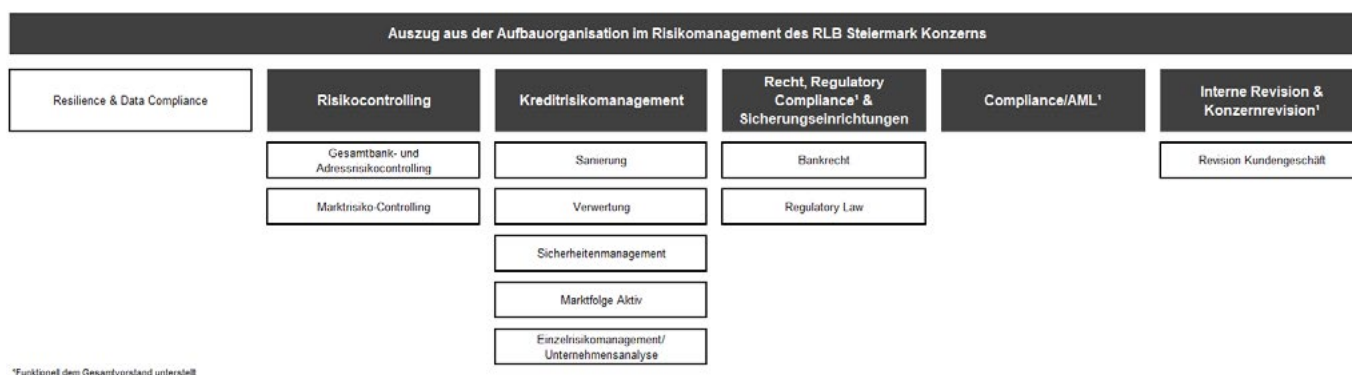 Auszug aus der Aufbauorganisation im Risikomanagement des RLB Steiermark Konzerns
Resilience & Data Compliance
Risikocontrolling
Gesamtbank- und
Adressrisikocontrolling
Marktrisiko-Controlling
Kreditrisikomanagement
Sanierung
Verwertung
Sicherheitenmanagement
Marktfolge Aktiv
Einzelrisikomanagement/
Unternehmensanalyse
Recht, Regulatory
Compliance¹ &
Sicherungseinrichtungen
Bankrecht
Regulatory Law
Compliance/AML¹
Interne Revision &
Konzernrevision¹
Revision Kundengeschäft
¹Funktionell dem Gesamtvorstand unterstellt